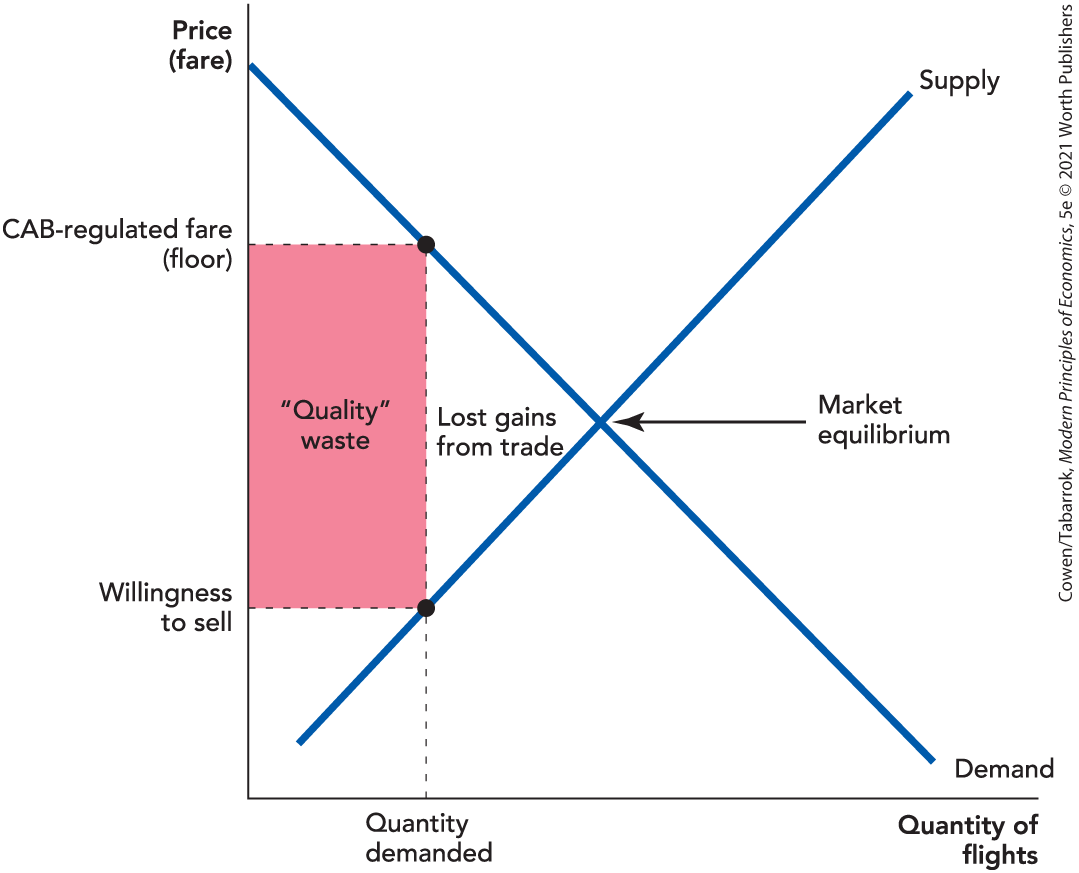 Price
(fare)
Supply
CAB-regulated fare
(floor)
“Quality”
waste
Lost gains
from trade
Market
equilibrium
Willingness
to sell
Demand
Quantity
demanded
Quantity of
flights
Cowen/Tabarrok, Modern Principles of Economics, 5e © 2021 Worth Publishers